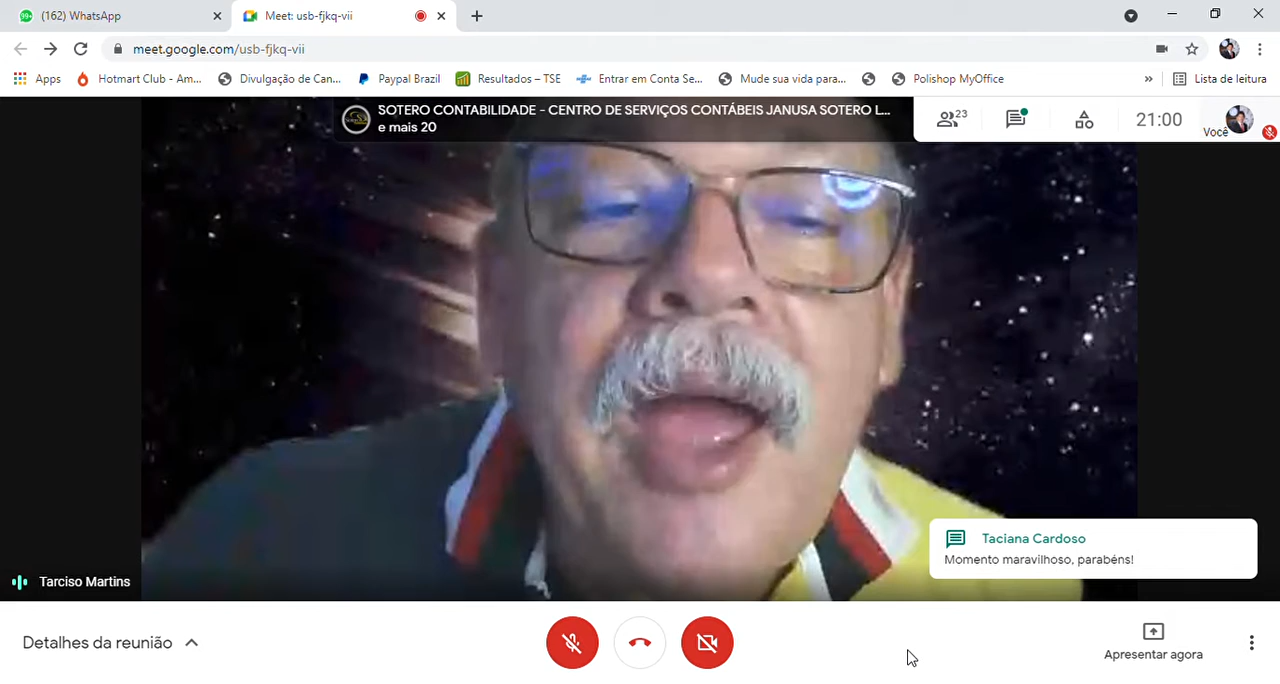 99+ (162) WhatsApp
Meet: usb-fjkq-vii
meet.google.com/usb-fjkq-vii
Apps
Hotmart Club - Am...
Divulgação de Can...
Paypal Brazil
Resultados – TSE
Entrar em Conta Se...
Mude sua vida para...
Polishop MyOffice
»
Lista de leitura
SOTERO CONTABILIDADE - CENTRO DE SERVIÇOS CONTÁBEIS JANUSA SOTERO L...
e mais 20
23
21:00
Você
Taciana Cardoso
Momento maravilhoso, parabéns!
Tarciso Martins
Detalhes da reunião
Apresentar agora